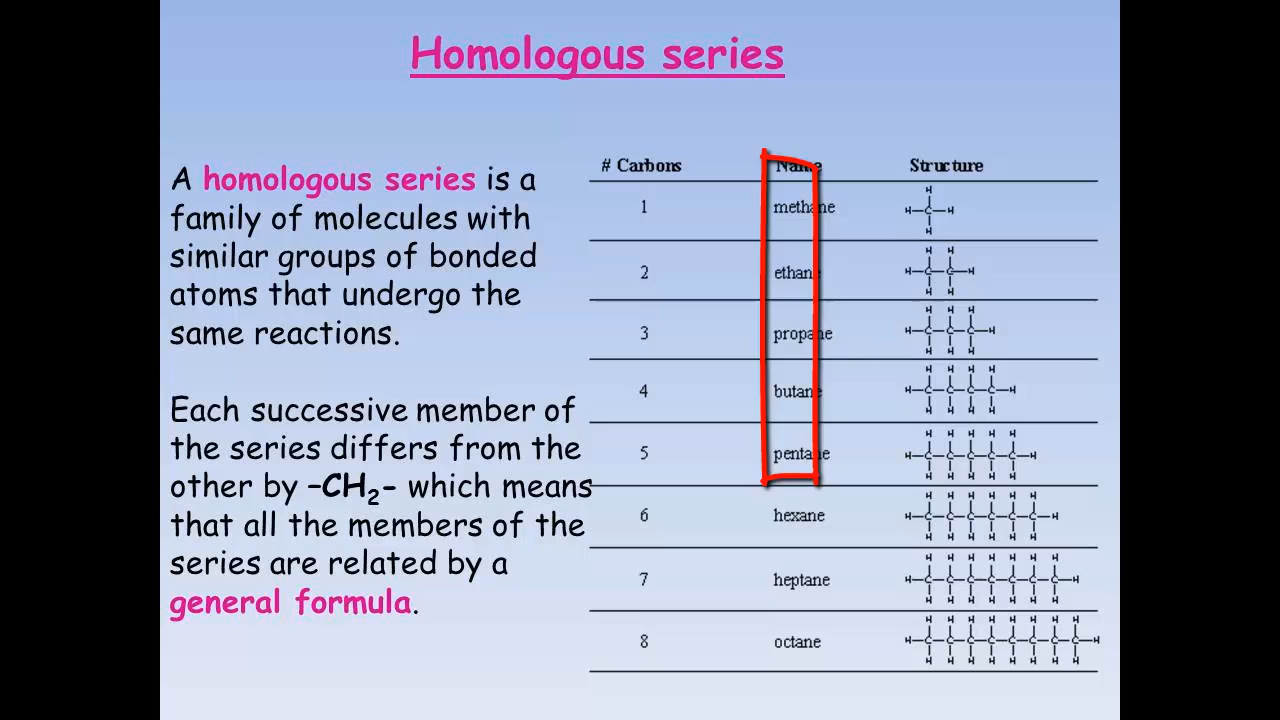 Homologous series
A homologous series is a
family of molecules with
similar groups of bonded
atoms that undergo the
same reactions.
Each successive member of
the series differs from the
other by –CH₂- which means
that all the members of the
series are related by a
general formula.
# Carbons Name Structure
1 methane
2 ethane
3 propane
4 butane
5 pentane
6 hexane
7 heptane
8 octane